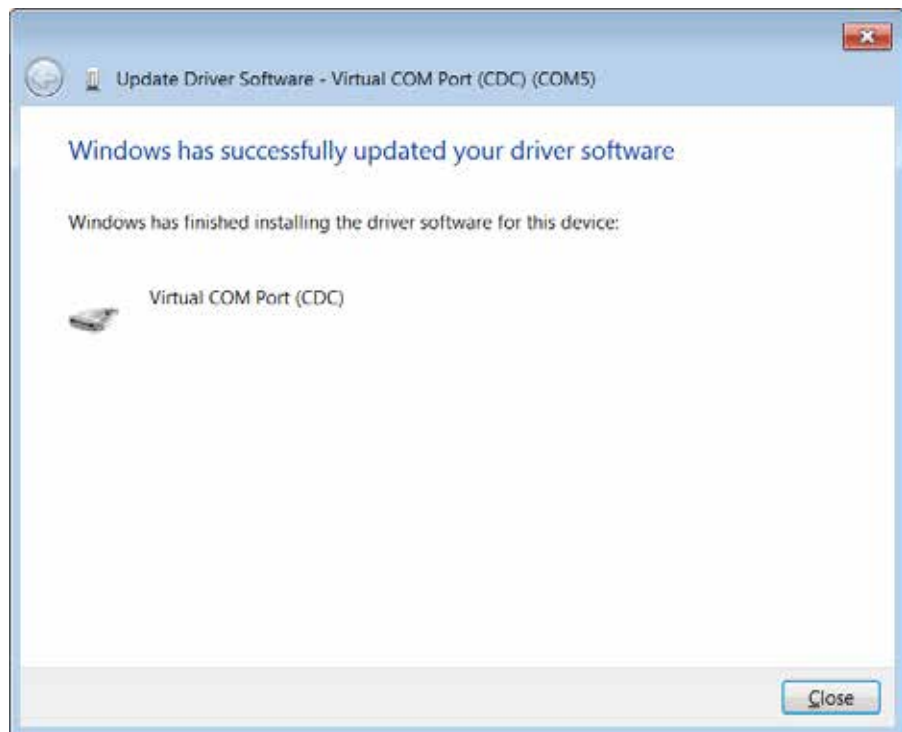 Update Driver Software - Virtual COM Port (CDC) (COM5)
Windows has successfully updated your driver software
Windows has finished installing the driver software for this device:
Virtual COM Port (CDC)
Close